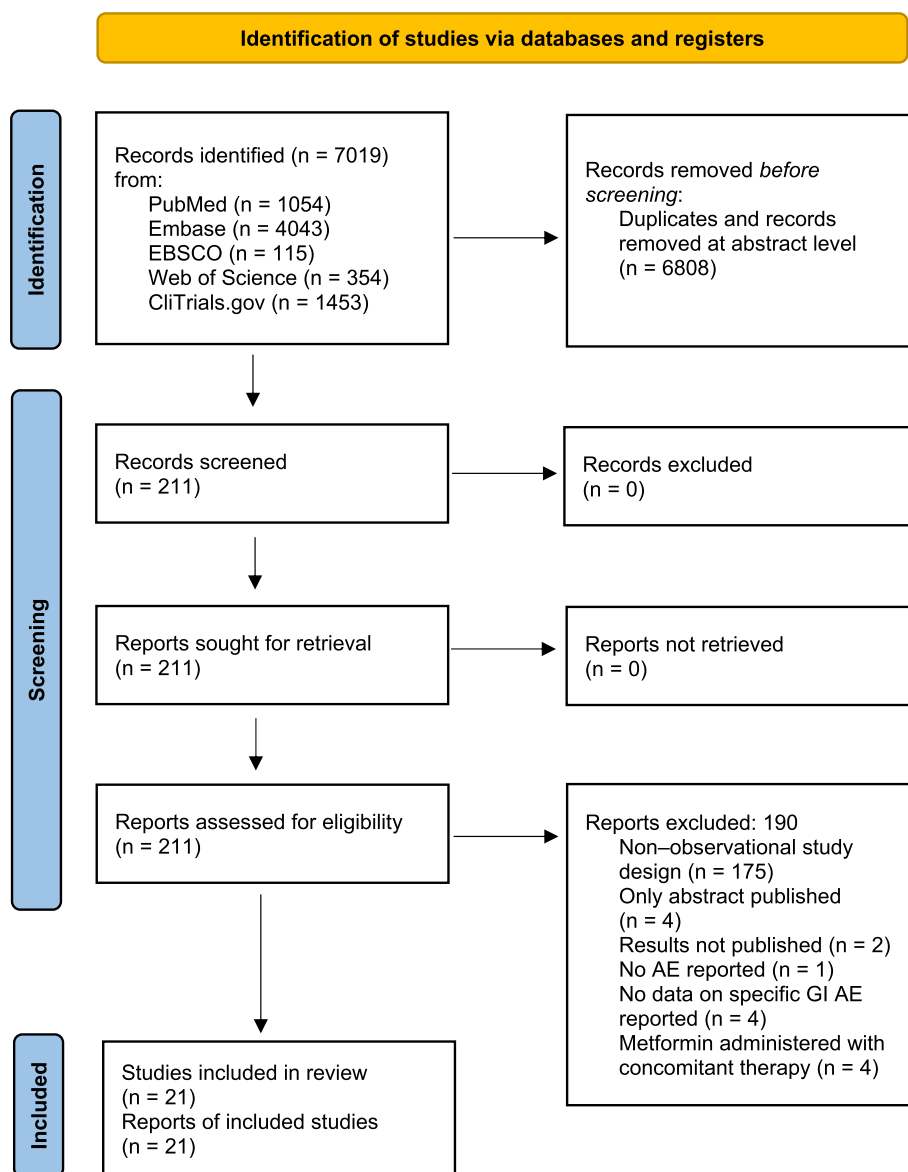 Identification of studies via databases and registers
Identification
Records identified (n = 7019)
from:
PubMed (n = 1054)
Embase (n = 4043)
EBSCO (n = 115)
Web of Science (n = 354)
CliTrials.gov (n = 1453)
Records removed before
screening:
Duplicates and records
removed at abstract level
(n = 6808)
Screening
Records screened
(n = 211)
Records excluded
(n = 0)
Reports sought for retrieval
(n = 211)
Reports not retrieved
(n = 0)
Reports assessed for eligibility
(n = 211)
Reports excluded: 190
Non–observational study
design (n = 175)
Only abstract published
(n = 4)
Results not published (n = 2)
No AE reported (n = 1)
No data on specific GI AE
reported (n = 4)
Metformin administered with
concomitant therapy (n = 4)
Included
Studies included in review
(n = 21)
Reports of included studies
(n = 21)